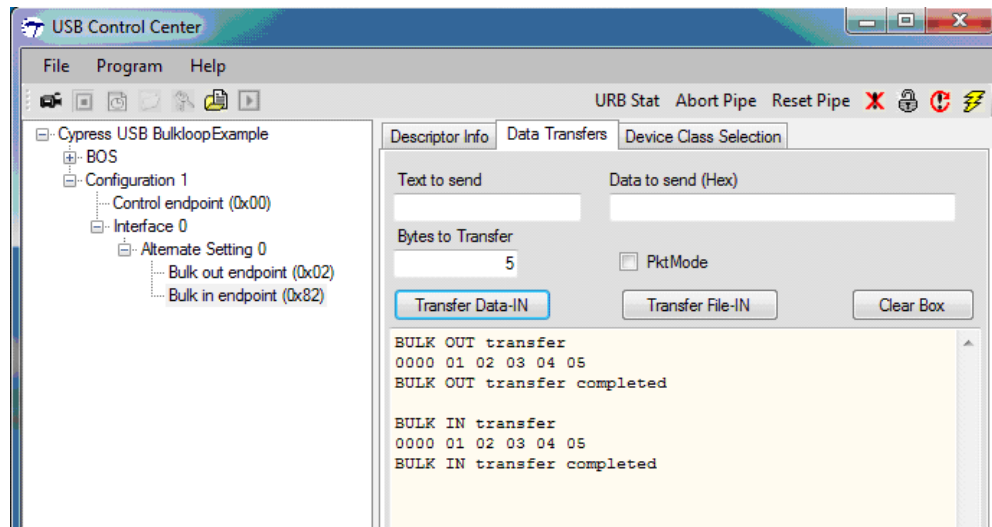 USB Control Center
File Program Help
URB Stat Abort Pipe Reset Pipe
Cypress USB BulkloopExample
BOS
Configuration 1
Control endpoint (0x00)
Interface 0
Alternate Setting 0
Bulk out endpoint (0x02)
Bulk in endpoint (0x82)
Descriptor Info Data Transfers Device Class Selection
Text to send Data to send (Hex)
Bytes to Transfer
5 PktMode
Transfer Data-IN Transfer File-IN Clear Box
BULK OUT transfer
0000 01 02 03 04 05
BULK OUT transfer completed
BULK IN transfer
0000 01 02 03 04 05
BULK IN transfer completed